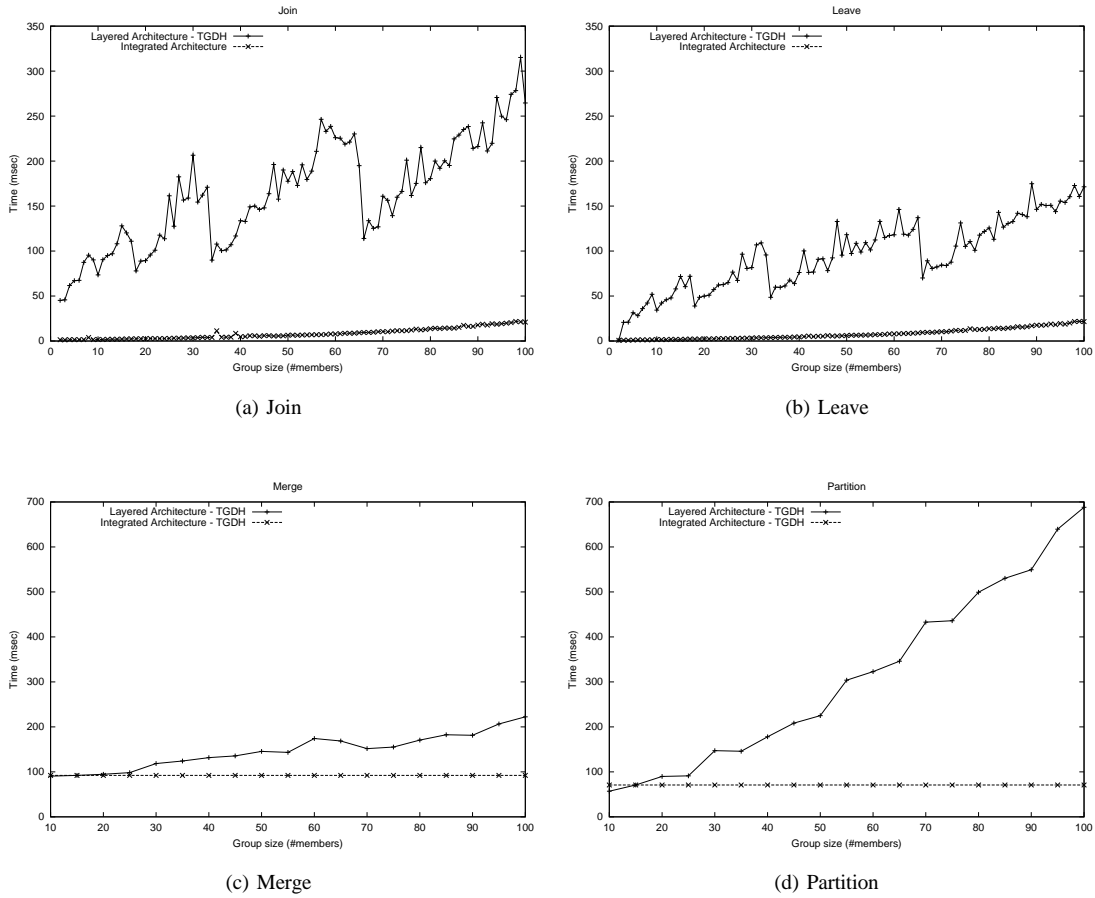 Join
Layered Architecture - TGDH
Integrated Architecture
Time (msec)
350
300
250
200
150
100
50
0
0 10 20 30 40 50 60 70 80 90 100
Group size (#members)
(a) Join
Leave
Layered Architecture - TGDH
Integrated Architecture
Time (msec)
350
300
250
200
150
100
50
0
0 10 20 30 40 50 60 70 80 90 100
Group size (#members)
(b) Leave
Merge
Layered Architecture - TGDH
Integrated Architecture - TGDH
Time (msec)
700
600
500
400
300
200
100
0
10 20 30 40 50 60 70 80 90 100
Group size (#members)
(c) Merge
Partition
Layered Architecture - TGDH
Integrated Architecture - TGDH
Time (msec)
700
600
500
400
300
200
100
0
10 20 30 40 50 60 70 80 90 100
Group size (#members)
(d) Partition